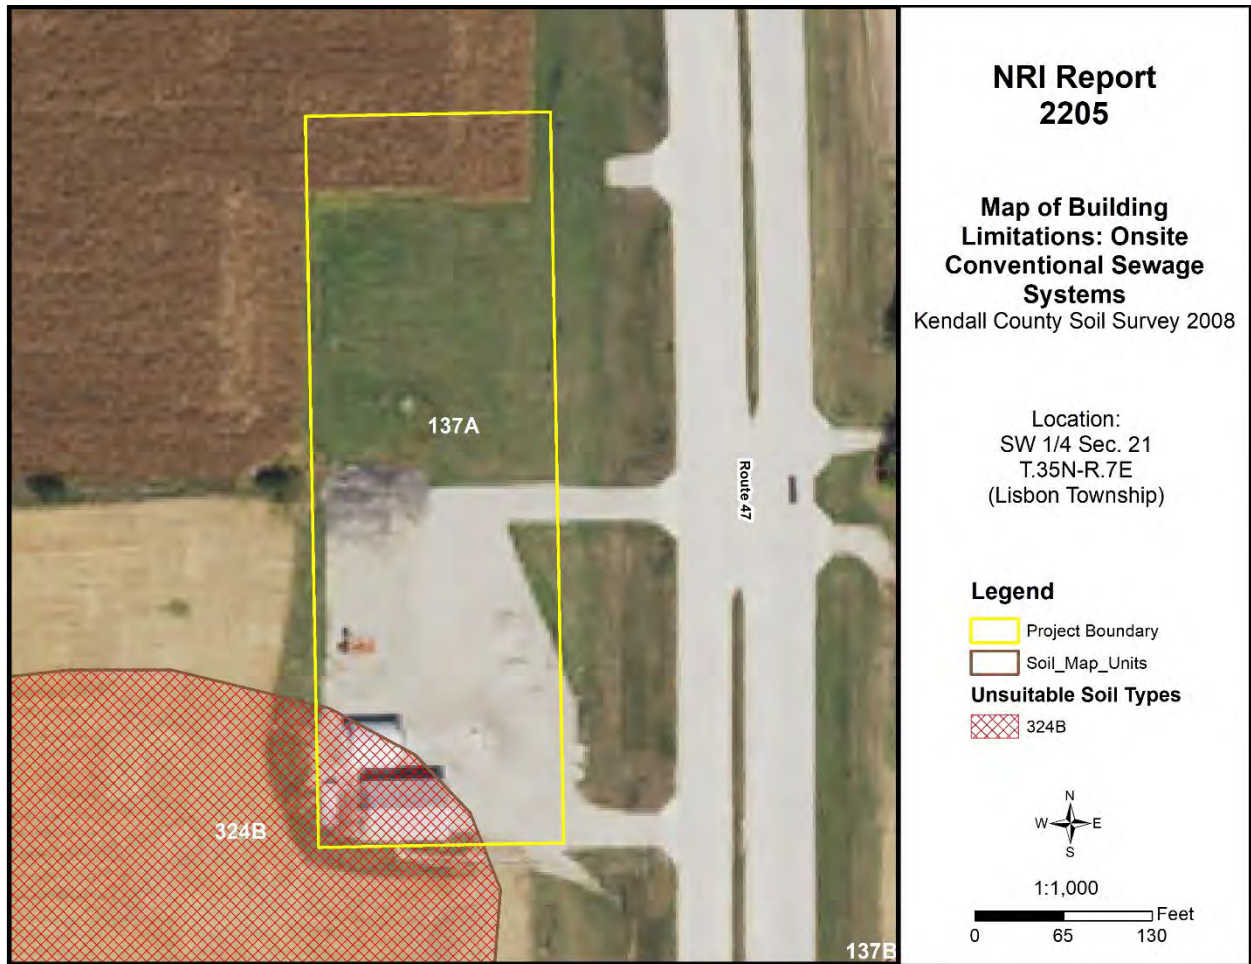 137A
Route 47
324B
137B
NRI Report
2205
Map of Building
Limitations: Onsite
Conventional Sewage
Systems
Kendall County Soil Survey 2008
Location:
SW 1/4 Sec. 21
T.35N-R.7E
(Lisbon Township)
Legend
Project Boundary
Soil_Map_Units
Unsuitable Soil Types
324B
N
W E
S
1:1,000
Feet
0 65 130